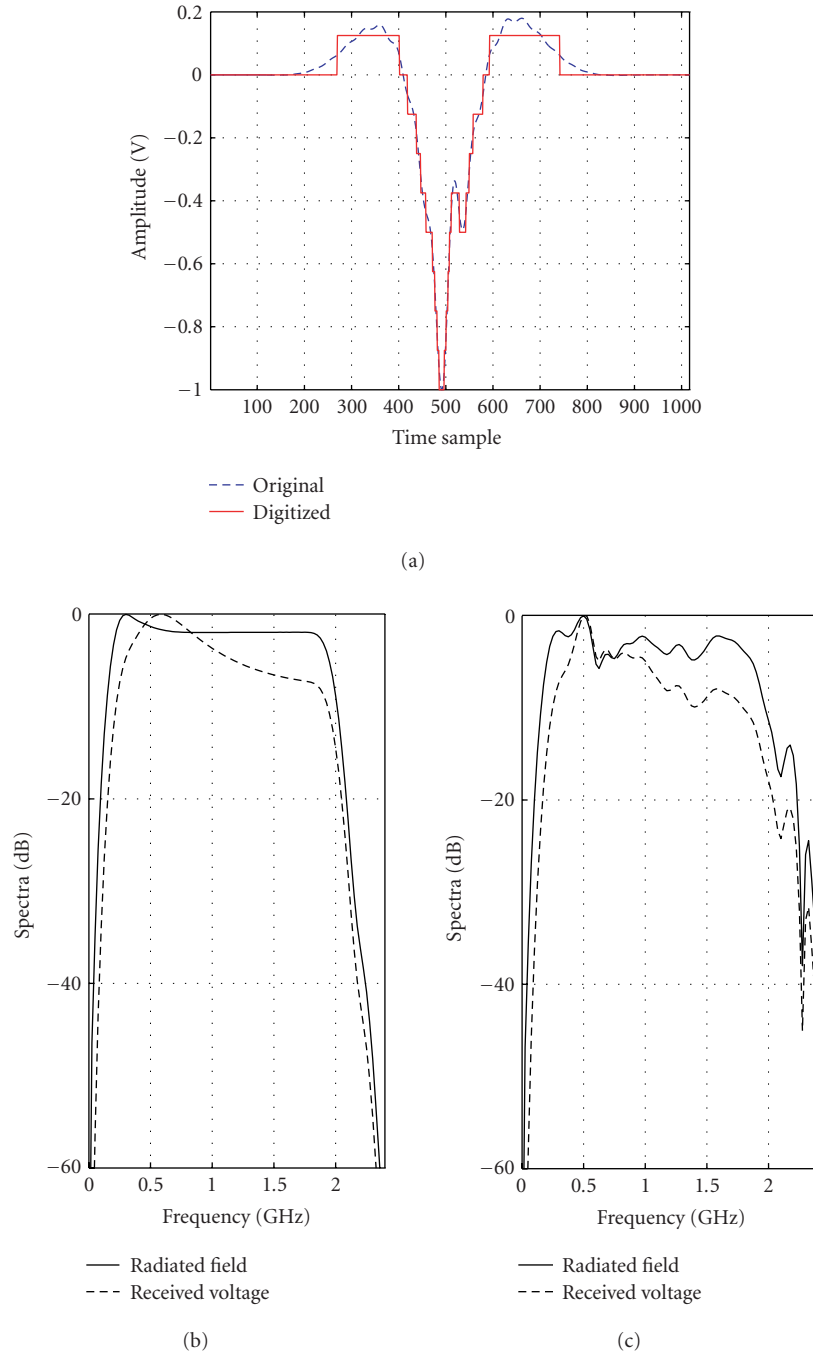 0.2
0
−0.2
−0.4
−0.6
−0.8
−1
Amplitude (V)
100 200 300 400 500 600 700 800 900 1000
Time sample
Original
Digitized
(a)
0
−20
−40
−60
Spectra (dB)
0 0.5 1 1.5 2
Frequency (GHz)
Radiated field
Received voltage
(b)
0
−20
−40
−60
Spectra (dB)
0 0.5 1 1.5 2
Frequency (GHz)
Radiated field
Received voltage
(c)